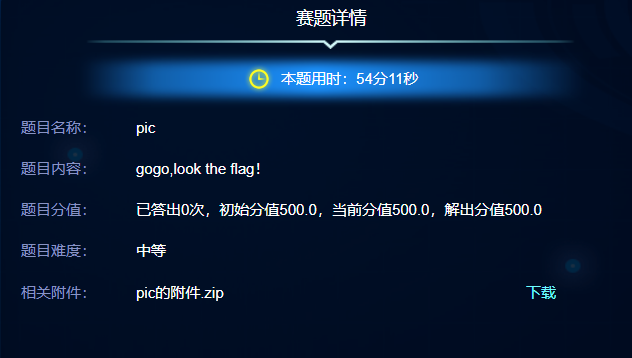 赛题详情
本题用时：54分11秒
题目名称： pic
题目内容： gogo,look the flag！
题目分值： 已答出0次，初始分值500.0，当前分值500.0，解出分值500.0
题目难度： 中等
相关附件： pic的附件.zip 下载